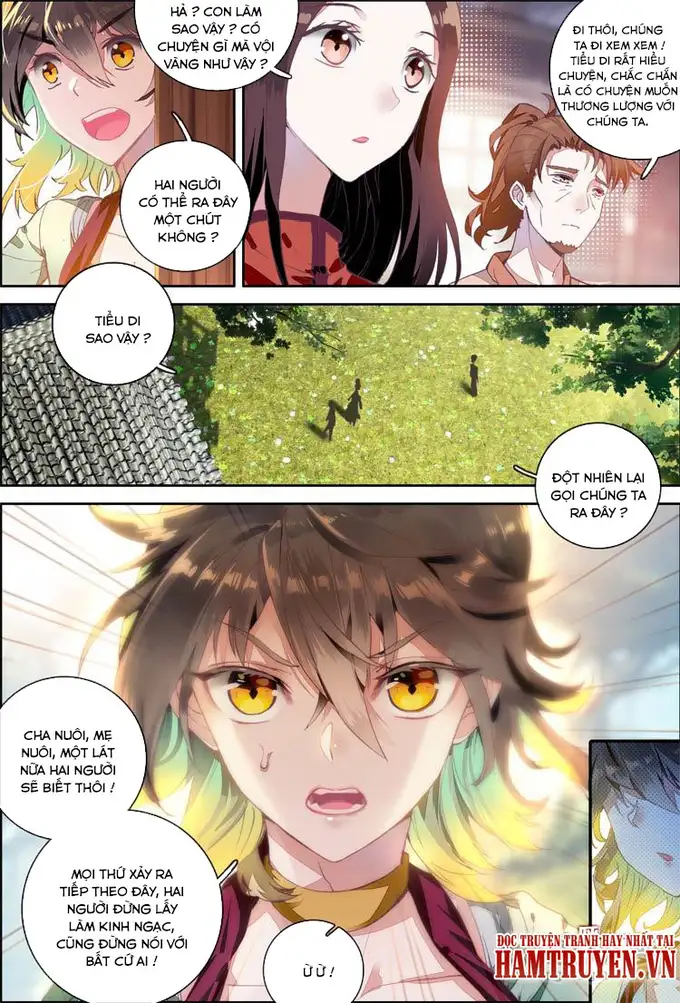 HẢ ? CON LÀM
SAO VẬY ? CÓ
CHUYỆN GÌ MÀ VỘI
VÀNG NHƯ VẬY ?
ĐI THÔI, CHÚNG
TA ĐI XEM XEM !
TIỂU DI RẤT HIỂU
CHUYỆN, CHẮC CHẮN
LÀ CÓ CHUYỆN MUỐN
THƯƠNG LƯỢNG VỚI
CHÚNG TA.
HAI NGƯỜI
CÓ THỂ RA ĐÂY
MỘT CHÚT
KHÔNG ?
TIỂU DI
SAO VẬY ?
ĐỘT NHIÊN LẠI
GỌI CHÚNG TA
RA ĐÂY ?
CHA NUÔI, MẸ
NUÔI, MỘT LÁT
NỮA HAI NGƯỜI
SẼ BIẾT THÔI !
MỌI THỨ XẢY RA
TIẾP THEO ĐÂY, HAI
NGƯỜI ĐỪNG LẤY
LÀM KINH NGẠC,
CŨNG ĐỪNG NÓI VỚI
BẤT CỨ AI !
Ừ Ừ !
ĐỌC TRUYỆN TRANH HAY NHẤT TẠI
HAMTRUYEN.VN